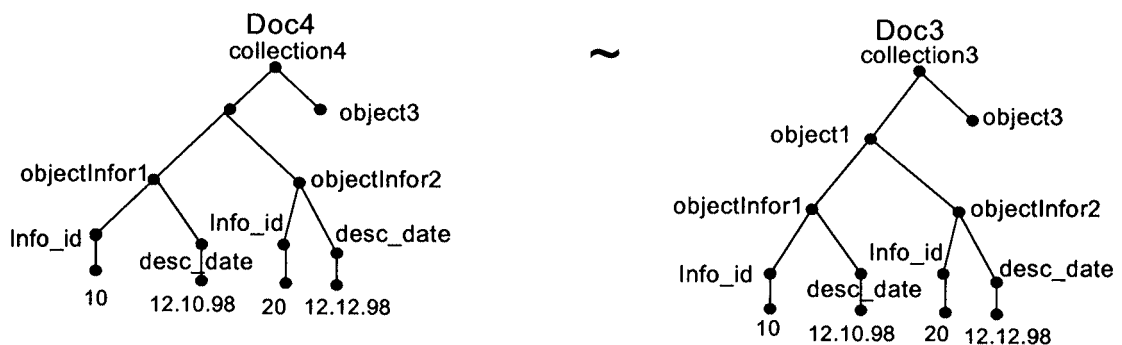 Doc4
collection4
object3
objectInfor1
objectInfor2
Info_id
desc_date
Info_id
desc_date
10
12.10.98
20
12.12.98
~
Doc3
collection3
object3
object1
objectInfor1
objectInfor2
Info_id
desc_date
Info_id
desc_date
10
12.10.98
20
12.12.98